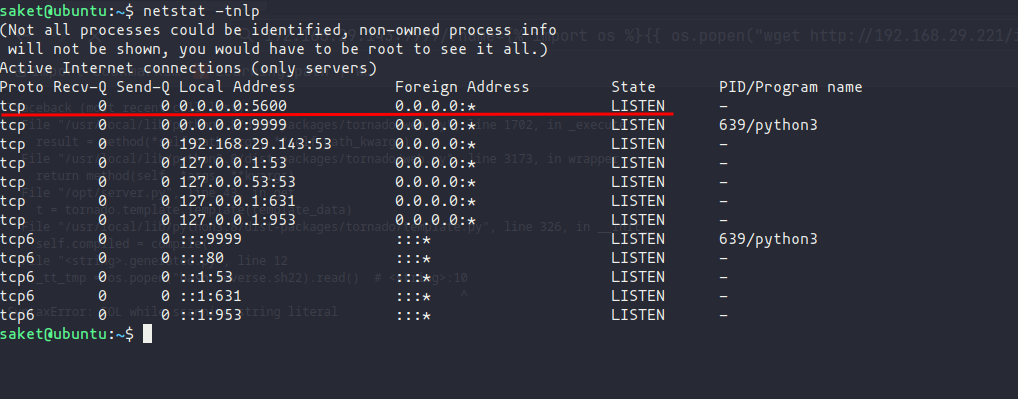 saket@ubuntu:~$ netstat -tnlp
(Not all processes could be identified, non-owned process info
 will not be shown, you would have to be root to see it all.)
Active Internet connections (only servers)
Proto Recv-Q Send-Q Local Address           Foreign Address         State       PID/Program name
tcp        0      0 0.0.0.0:5600            0.0.0.0:*               LISTEN      -
tcp        0      0 0.0.0.0:9999            0.0.0.0:*               LISTEN      639/python3
tcp        0      0 192.168.29.143:53       0.0.0.0:*               LISTEN      -
tcp        0      0 127.0.1.1:53            0.0.0.0:*               LISTEN      -
tcp        0      0 127.0.0.53:53           0.0.0.0:*               LISTEN      -
tcp        0      0 127.0.0.1:631           0.0.0.0:*               LISTEN      -
tcp        0      0 127.0.0.1:953           0.0.0.0:*               LISTEN      -
tcp6       0      0 :::9999                 :::*                    LISTEN      639/python3
tcp6       0      0 :::80                   :::*                    LISTEN      -
tcp6       0      0 ::1:53                  :::*                    LISTEN      -
tcp6       0      0 ::1:631                 :::*                    LISTEN      -
tcp6       0      0 ::1:953                 :::*                    LISTEN      -
saket@ubuntu:~$